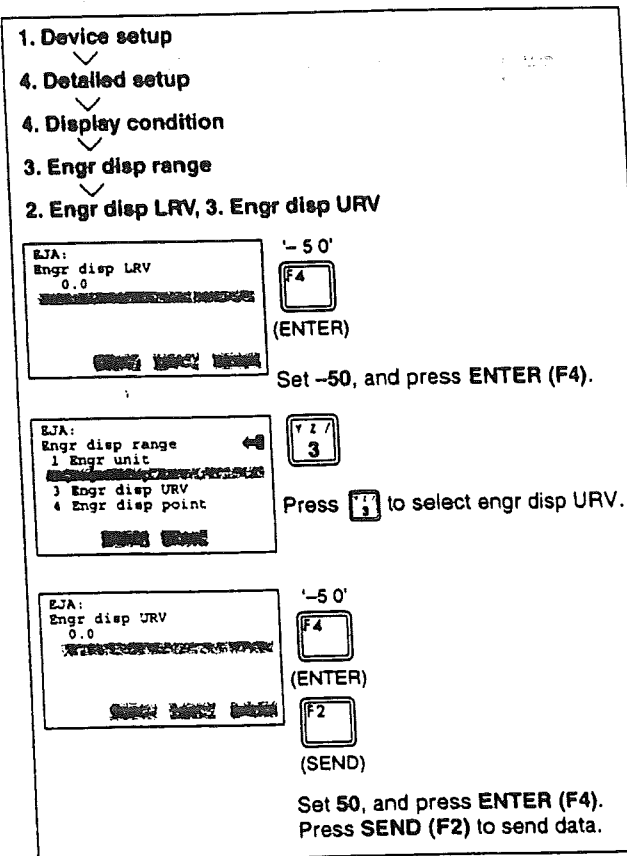 1. Device setup
4. Detailed setup
4. Display condition
3. Engr disp range
2. Engr disp LRV, 3. Engr disp URV
EJA:
Engr disp LRV
0.0
'– 5 0'
F4
(ENTER)
Set –50, and press ENTER (F4).
EJA:
Engr disp range
1 Engr unit
3 Engr disp URV
4 Engr disp point
Y Z /
3
Press Y Z / 3 to select engr disp URV.
EJA:
Engr disp URV
0.0
'–5 0'
F4
(ENTER)
F2
(SEND)
Set 50, and press ENTER (F4).
Press SEND (F2) to send data.